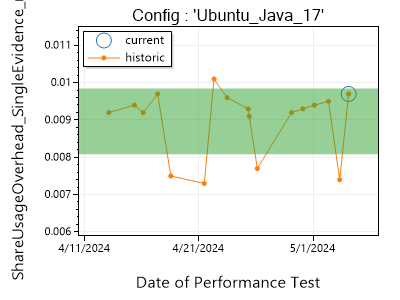 Config : 'Ubuntu_Java_17'
current
historic
0.011
0.01
0.009
0.008
0.007
0.006
4/11/2024
4/21/2024
5/1/2024
Date of Performance Test
ShareUsageOverhead_SingleEvidence_